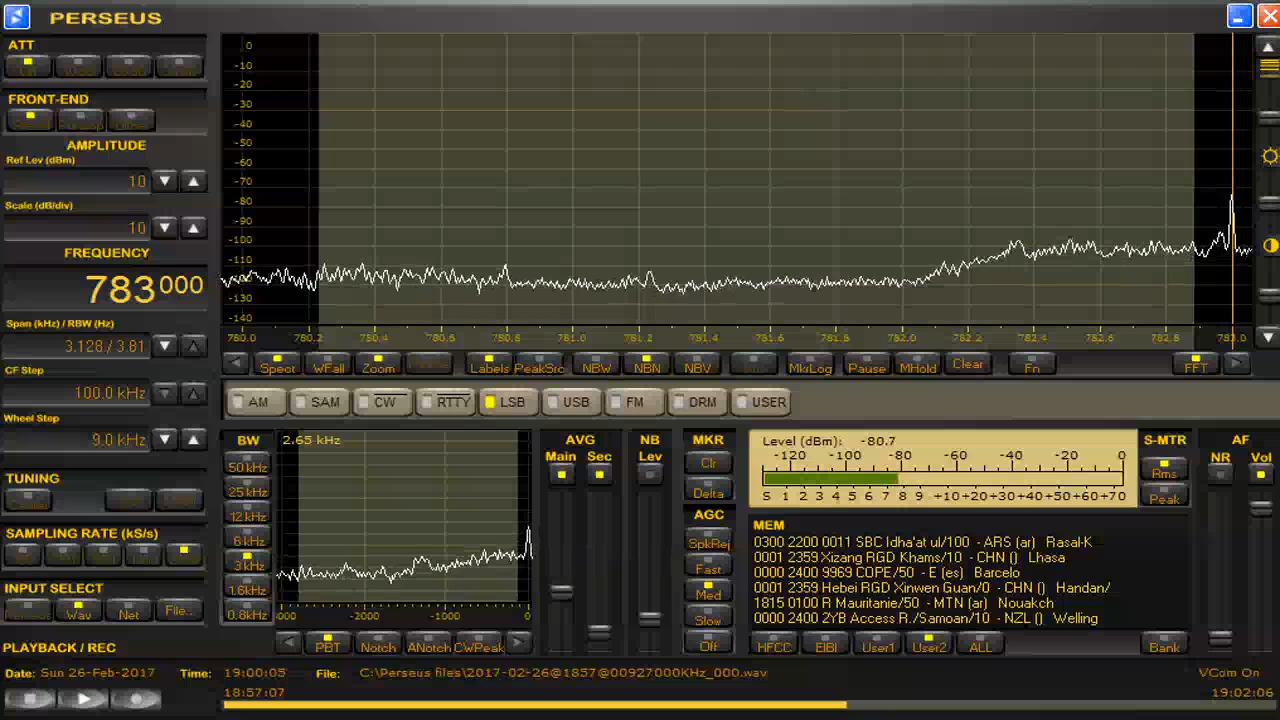 PERSEUS
ATT
FRONT-END
AMPLITUDE
Ref Lev (dBm)
10
Scale (dB/div)
10
FREQUENCY
783000
Span (kHz) / RBW (Hz)
3.128 / 3.81
CF Step
100.0 kHz
Wheel Step
9.0 kHz
TUNING
SAMPLING RATE (kS/s)
INPUT SELECT
Wav Net File..
PLAYBACK / REC
0
-10
-20
-30
-40
-50
-60
-70
-80
-90
-100
-110
-120
-130
-140
780.0 780.2 780.4 780.6 780.8 781.0 781.2 781.4 781.6 781.8 782.0 782.2 782.4 782.6 782.8 783.0
Spect WFall Zoom Labels PeakSrc NBW NBN NBV MkrLog Pause MHold Clear Fn FFT
AM SAM CW RTTY LSB USB FM DRM USER
BW
50 kHz
25 kHz
12 kHz
6 kHz
3 kHz
1.6kHz
0.8kHz
2.65 kHz
-2000 -1000 0
PBT Notch ANotch CWPeak
AVG
Main Sec
NB
Lev
MKR
Clr
Delta
AGC
SpkRej
Fast
Med
Slow
Off
Level (dBm): -80.7
-120 -100 -80 -60 -40 -20 0
S 1 2 3 4 5 6 7 8 9 +10+20+30+40+50+60+70
S-MTR
Rms
Peak
AF
NR Vol
MEM
0300 2200 0011 SBC Idha'at ul/100 - ARS (ar) Rasal-K
0001 2359 Xizang RGD Khams/10 - CHN () Lhasa
0000 2400 9969 COPE/50 - E (es) Barcelo
0001 2359 Hebei RGD Xinwen Guan/0 - CHN () Handan/
1815 0100 R Mauritanie/50 - MTN (ar) Nouakch
0000 2400 2YB Access R./Samoan/10 - NZL () Welling
HFCC EIBI User1 User2 ALL Bank
Date: Sun 26-Feb-2017 Time: 19:00:05 File: C:\Perseus files\2017-02-26@1857@00927000KHz_000.wav VCom On
18:57:07 19:02:06